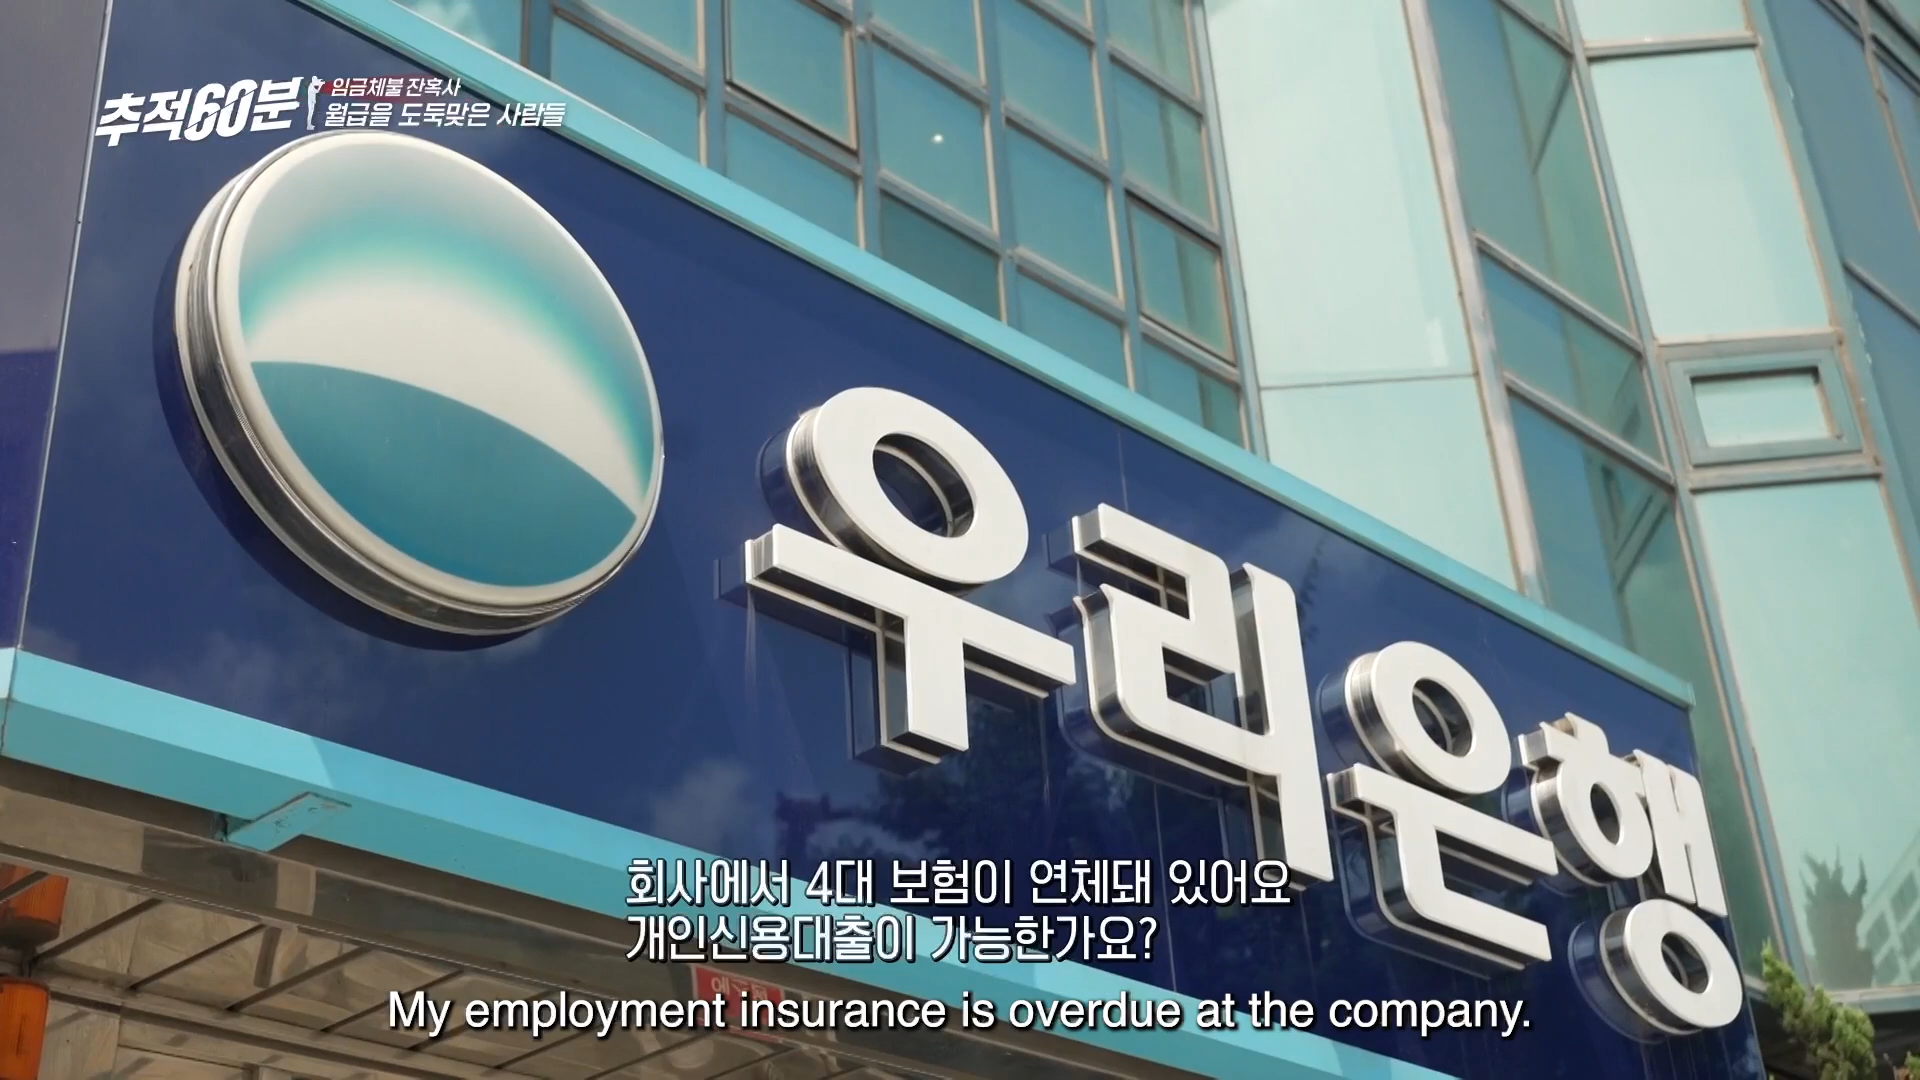 추적60분
임금체불 잔혹사
월급을 도둑맞은 사람들
우리은행
회사에서 4대 보험이 연체돼 있어요
개인신용대출이 가능한가요?
My employment insurance is overdue at the company.